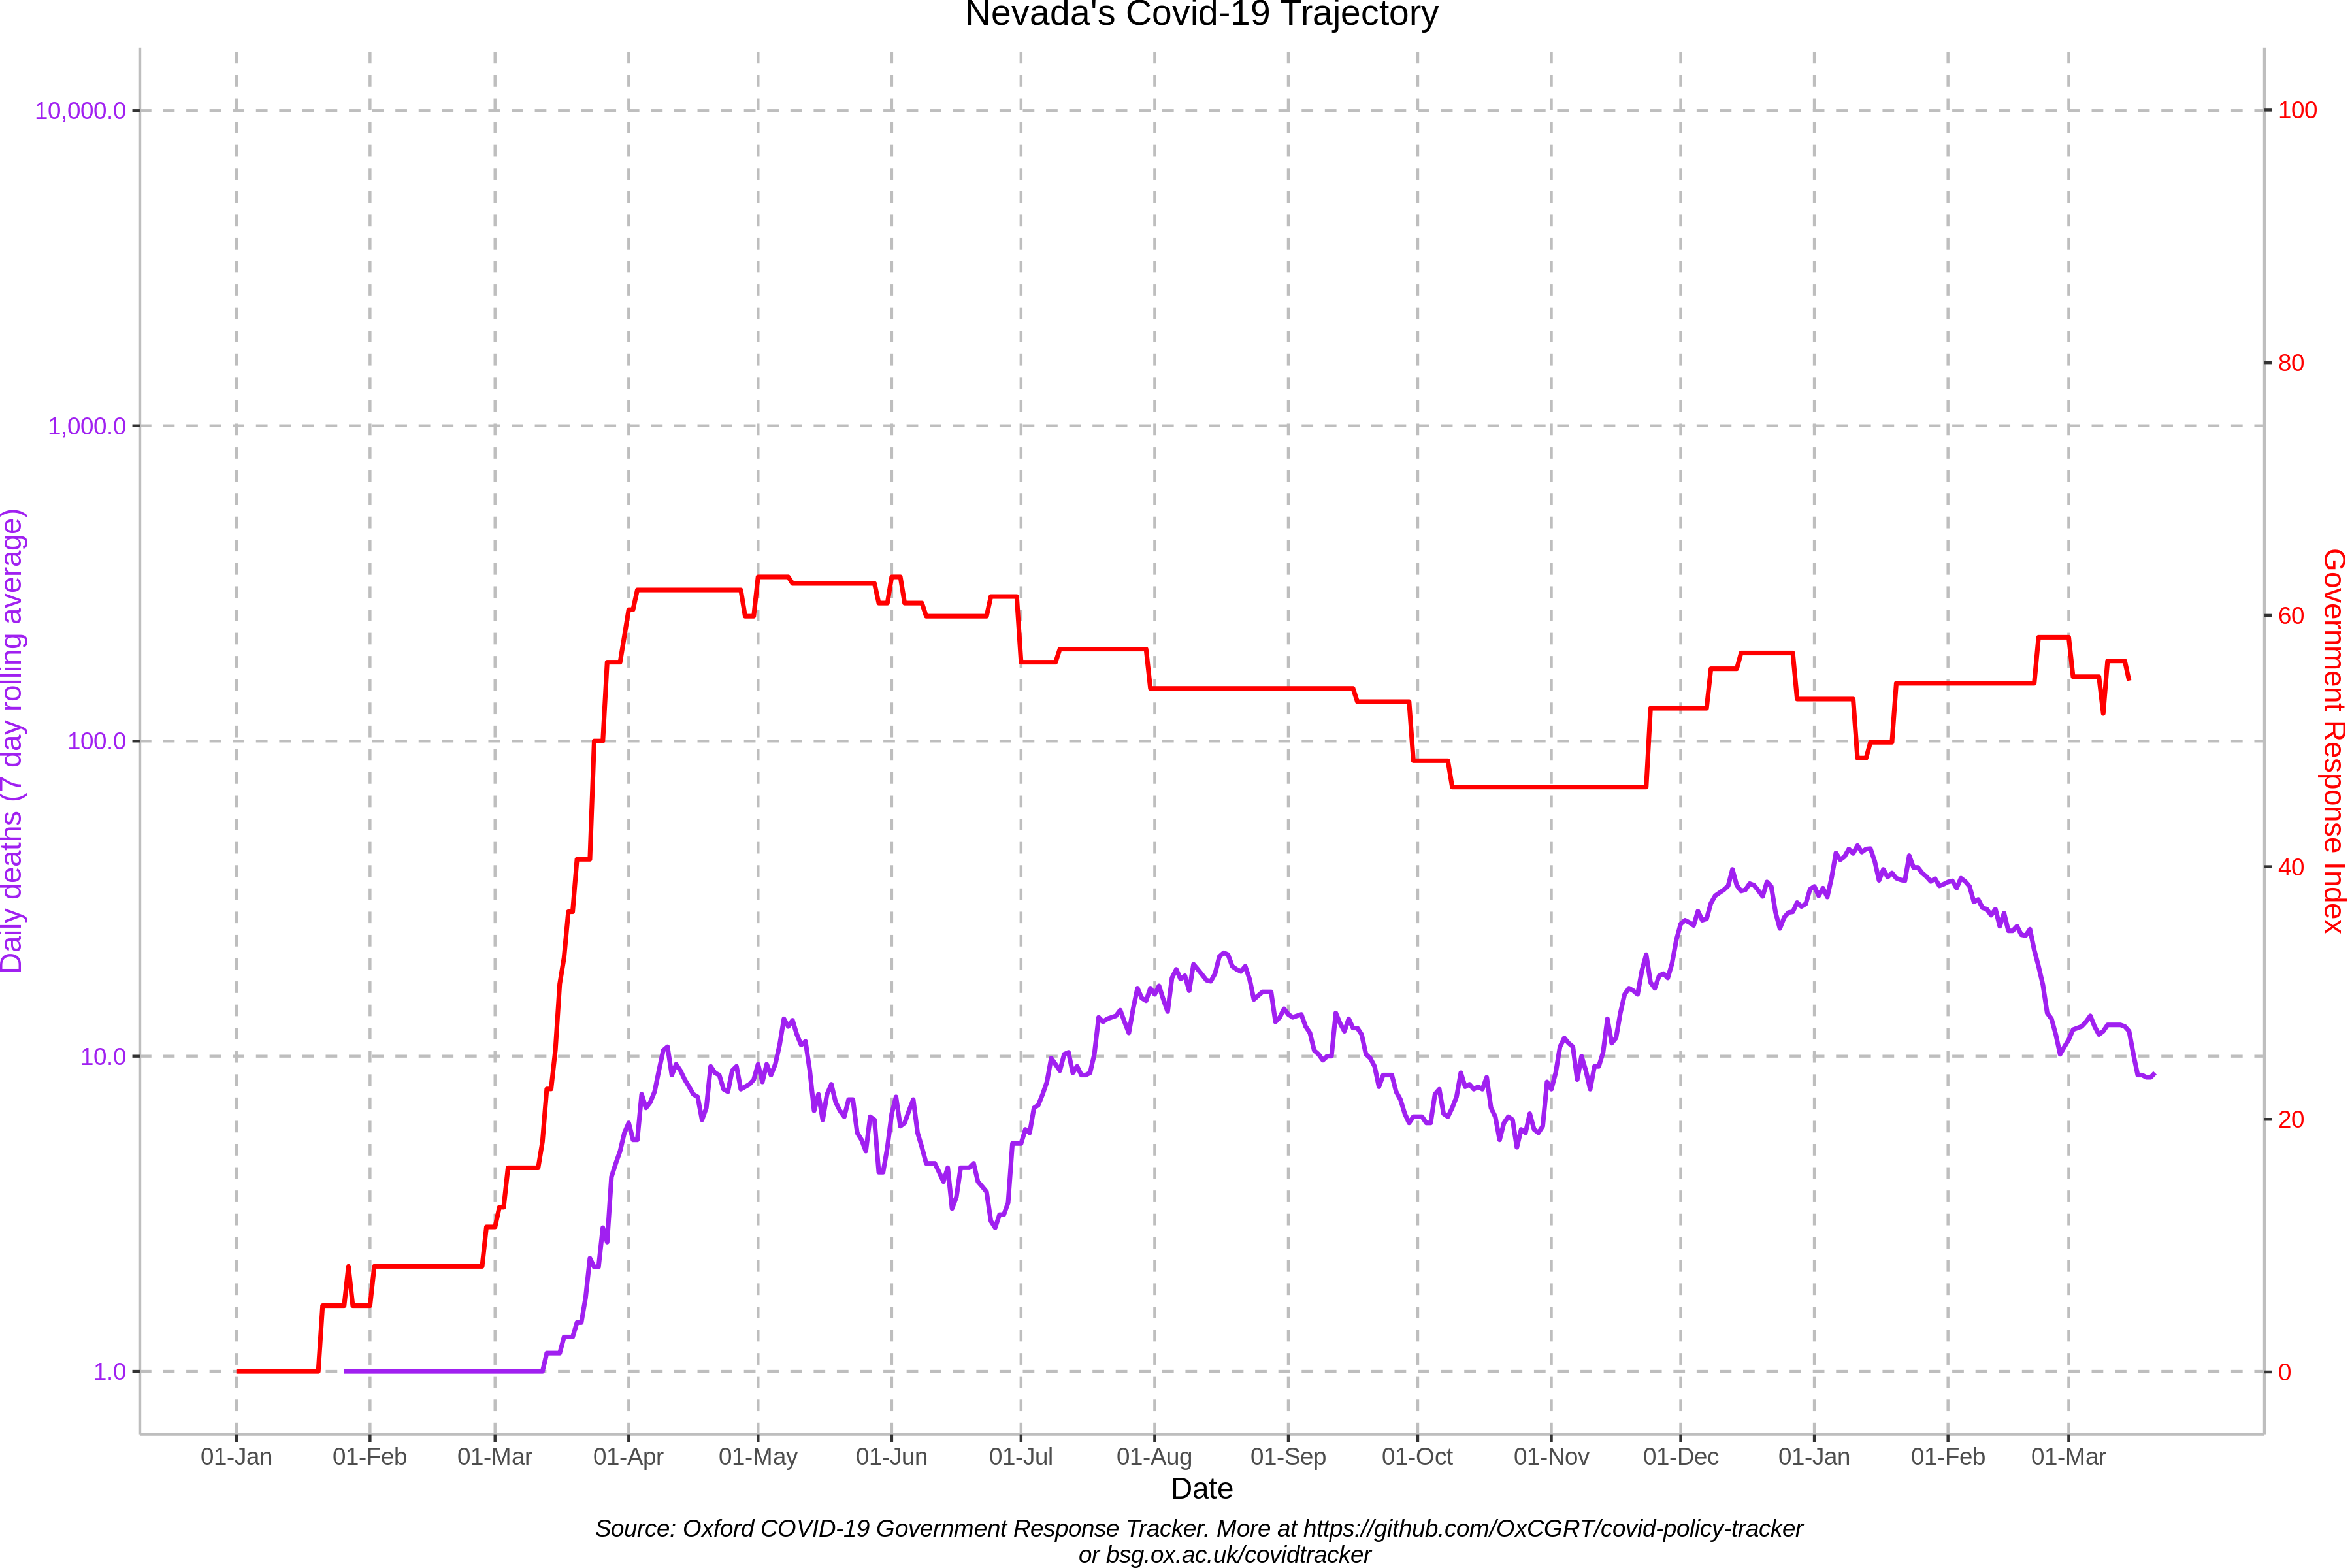 Nevada's Covid-19 Trajectory
10,000.0
1,000.0
100.0
10.0
1.0
Daily deaths (7 day rolling average)
100
80
60
40
20
0
Government Response Index
01-Jan 01-Feb 01-Mar 01-Apr 01-May 01-Jun 01-Jul 01-Aug 01-Sep 01-Oct 01-Nov 01-Dec 01-Jan 01-Feb 01-Mar
Date
Source: Oxford COVID-19 Government Response Tracker. More at https://github.com/OxCGRT/covid-policy-tracker
or bsg.ox.ac.uk/covidtracker